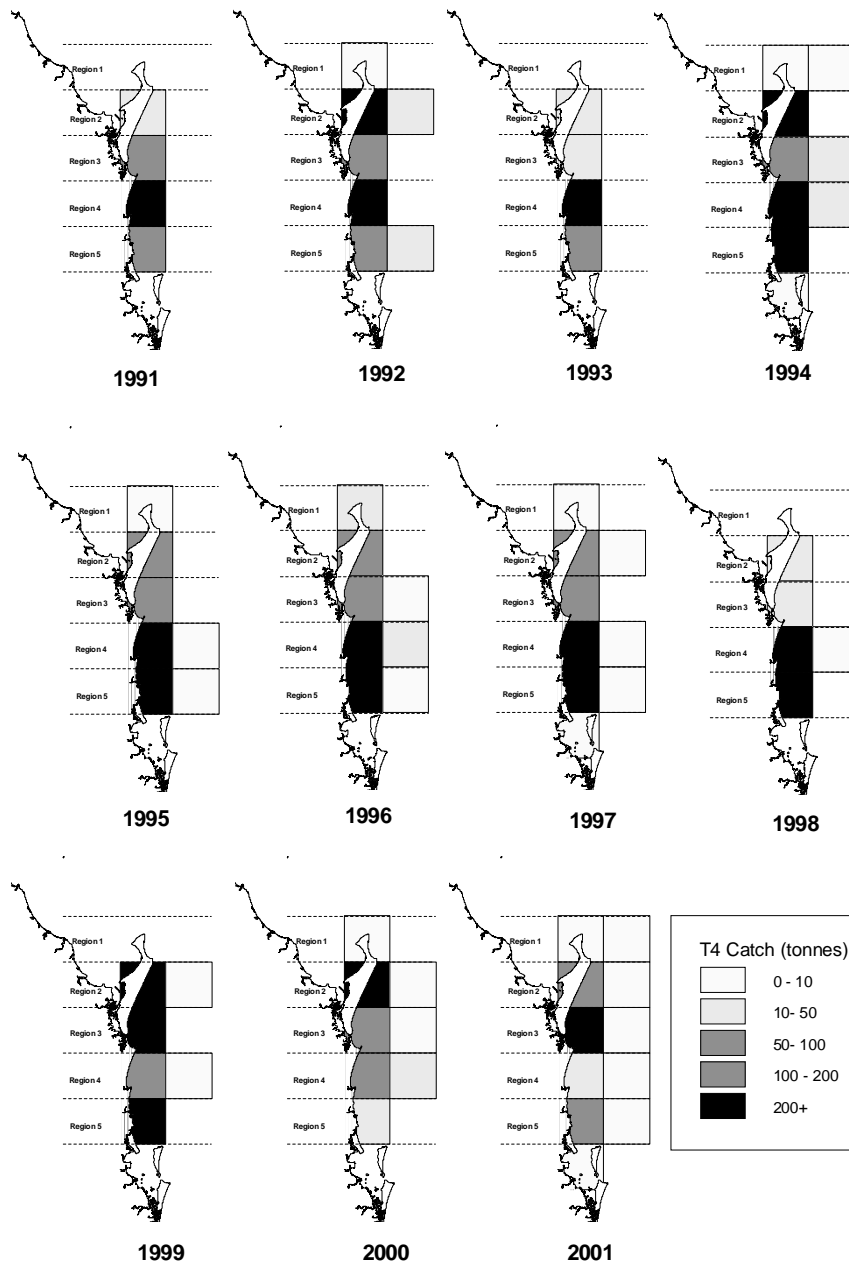 Region 1
Region 2
Region 3
Region 4
Region 5
1991
Region 1
Region 2
Region 3
Region 4
Region 5
1992
Region 1
Region 2
Region 3
Region 4
Region 5
1993
Region 1
Region 2
Region 3
Region 4
Region 5
1994
Region 1
Region 2
Region 3
Region 4
Region 5
1995
Region 1
Region 2
Region 3
Region 4
Region 5
1996
Region 1
Region 2
Region 3
Region 4
Region 5
1997
Region 1
Region 2
Region 3
Region 4
Region 5
1998
Region 1
Region 2
Region 3
Region 4
Region 5
1999
Region 1
Region 2
Region 3
Region 4
Region 5
2000
Region 1
Region 2
Region 3
Region 4
Region 5
2001
T4 Catch (tonnes)
0 - 10
10- 50
50- 100
100 - 200
200+